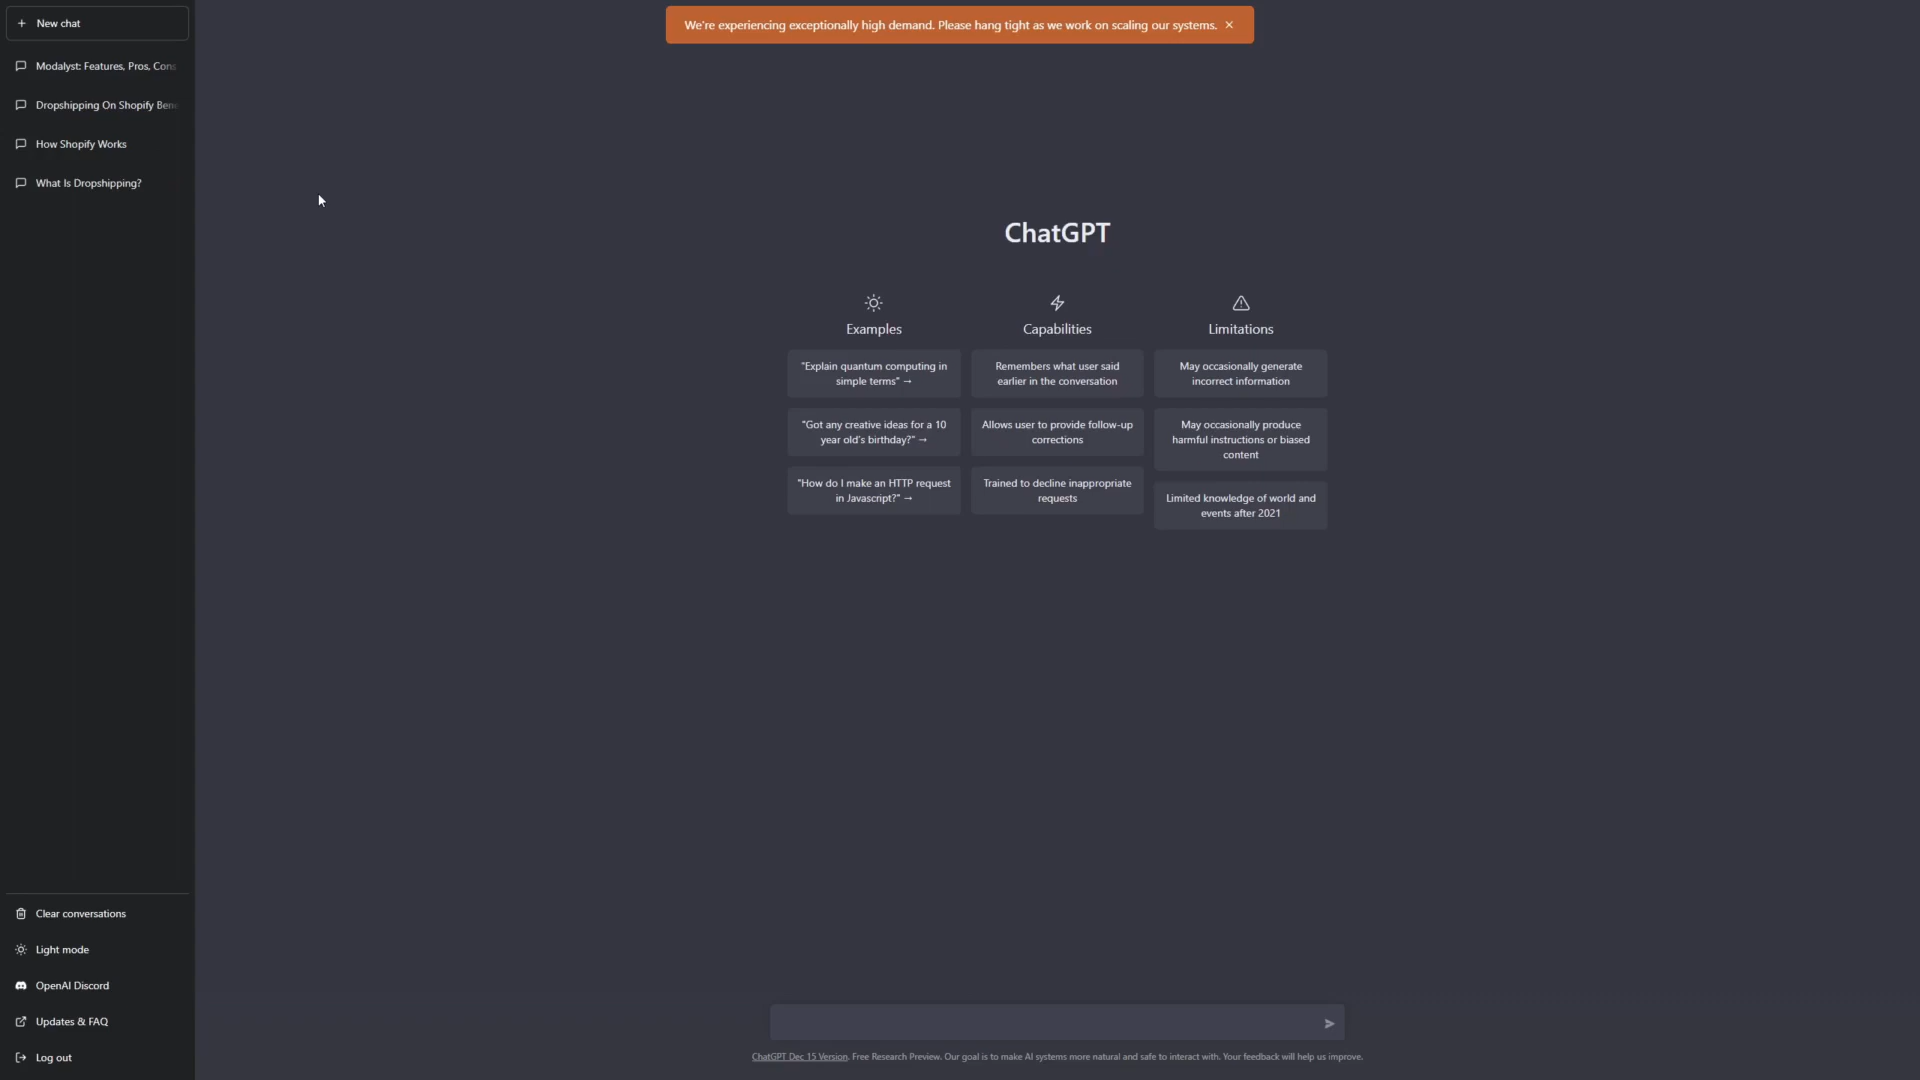 New chat
Modalyst: Features, Pros, Cons
Dropshipping On Shopify Bene
How Shopify Works
What Is Dropshipping?
Clear conversations
Light mode
OpenAI Discord
Updates & FAQ
Log out
We're experiencing exceptionally high demand. Please hang tight as we work on scaling our systems.
ChatGPT
Examples
"Explain quantum computing in
simple terms" →
"Got any creative ideas for a 10
year old's birthday?" →
"How do I make an HTTP request
in Javascript?" →
Capabilities
Remembers what user said
earlier in the conversation
Allows user to provide follow-up
corrections
Trained to decline inappropriate
requests
Limitations
May occasionally generate
incorrect information
May occasionally produce
harmful instructions or biased
content
Limited knowledge of world and
events after 2021
ChatGPT Dec 15 Version. Free Research Preview. Our goal is to make AI systems more natural and safe to interact with. Your feedback will help us improve.